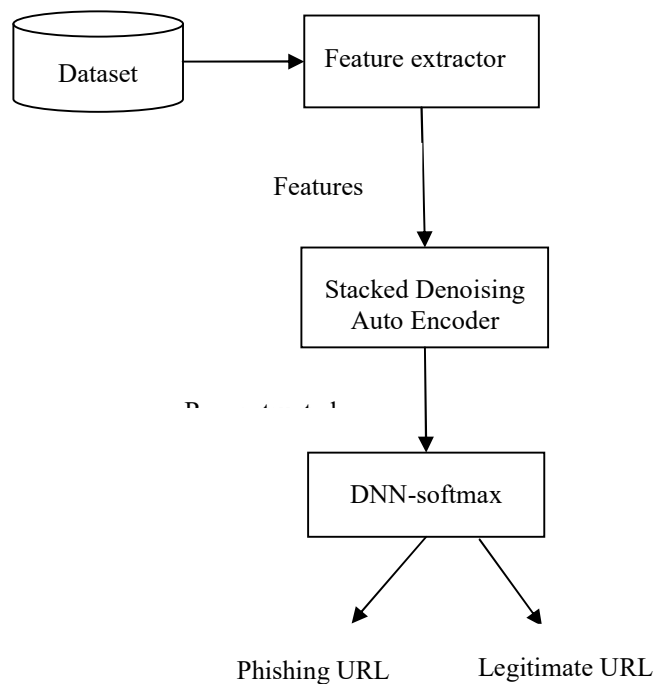 Dataset
Feature extractor
Features
Stacked Denoising
Auto Encoder
DNN-softmax
Phishing URL
Legitimate URL